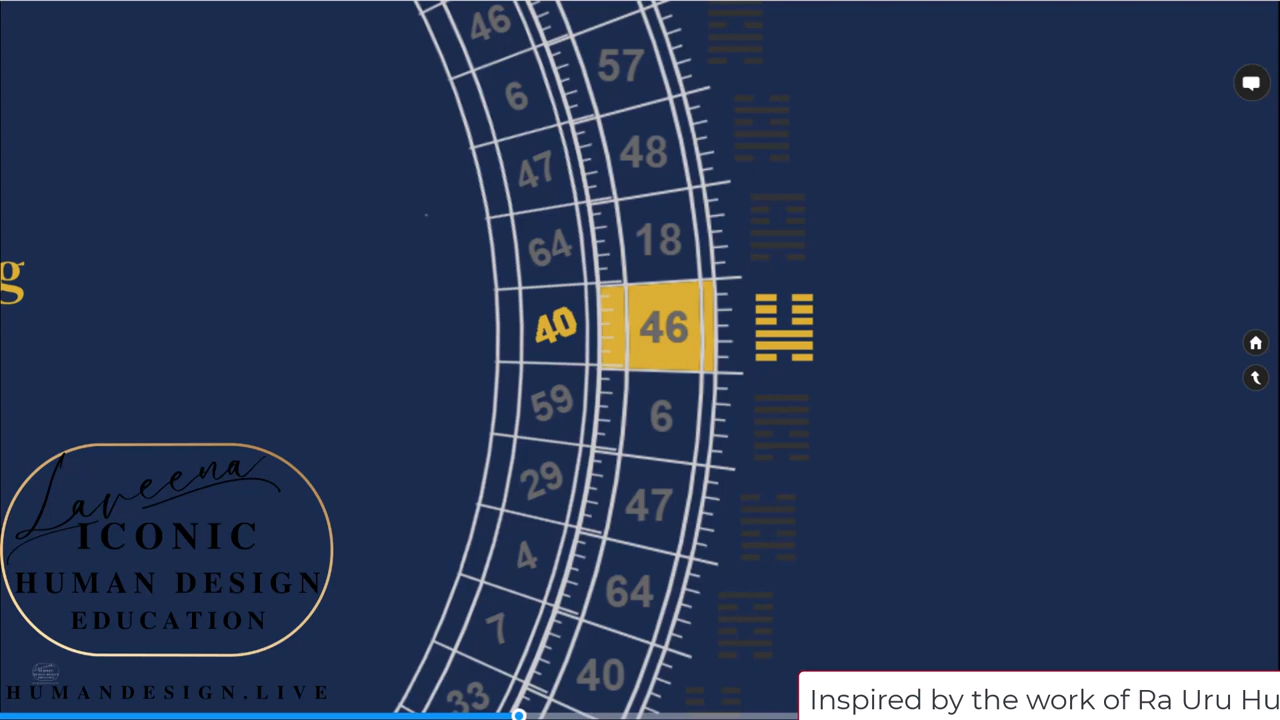 46
57
6
48
47
18
64
40
46
59
6
29
47
4
64
7
40
33
g
Laveena
ICONIC
HUMAN DESIGN
EDUCATION
HUMANDESIGN.LIVE
Inspired by the work of Ra Uru Hu